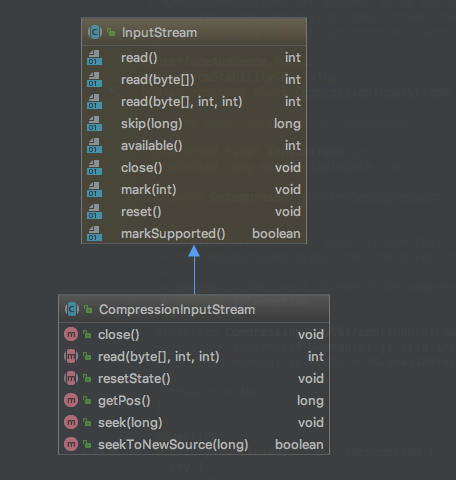 InputStream
read() int
read(byte[]) int
read(byte[], int, int) int
skip(long) long
available() int
close() void
mark(int) void
reset() void
markSupported() boolean
CompressionInputStream
close() void
read(byte[], int, int) int
resetState() void
getPos() long
seek(long) void
seekToNewSource(long) boolean